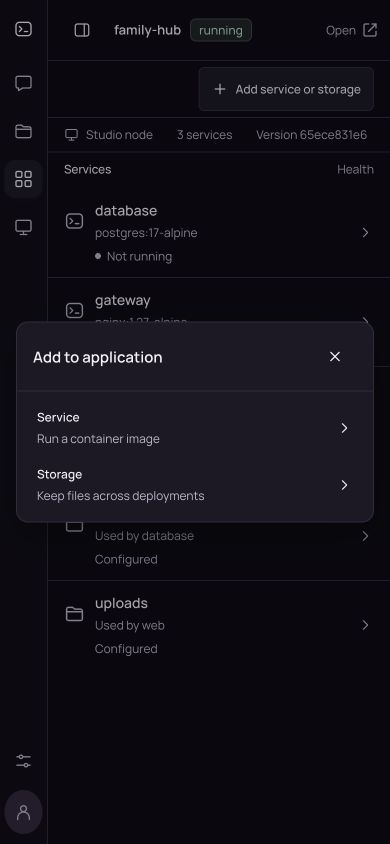 family-hub
running
Open
Add service or storage
Studio node
3 services
Version 65ece831e6
Services
Health
database
postgres:17-alpine
Not running
gateway
Add to application
Service
Run a container image
Storage
Keep files across deployments
Used by database
Configured
uploads
Used by web
Configured